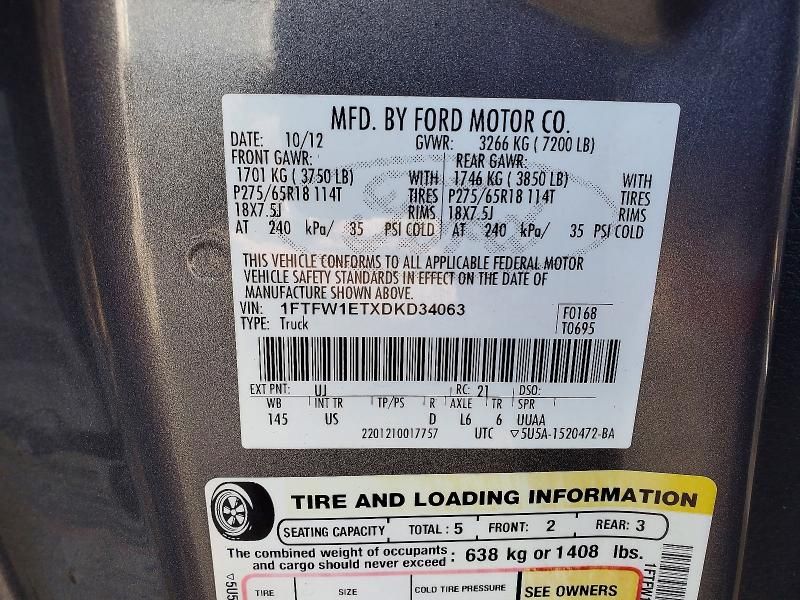 MFD. BY FORD MOTOR CO.
DATE: 10/12 GVWR: 3266 KG ( 7200 LB)
FRONT GAWR: REAR GAWR:
1701 KG ( 3750 LB) WITH 1746 KG ( 3850 LB) WITH
P275/65R18 114T TIRES P275/65R18 114T TIRES
18X7.5J RIMS 18X7.5J RIMS
AT 240 kPa/ 35 PSI COLD AT 240 kPa/ 35 PSI COLD
THIS VEHICLE CONFORMS TO ALL APPLICABLE FEDERAL MOTOR
VEHICLE SAFETY STANDARDS IN EFFECT ON THE DATE OF
MANUFACTURE SHOWN ABOVE.
VIN: 1FTFW1ETXDKD34063 F0168
TYPE: Truck T0695
EXT PNT: UJ RC: 21 DSO:
WB INT TR TP/PS R AXLE TR SPR
145 US D L6 6 UUAA
2201210017757 UTC ▽5U5A-1520472-BA
TIRE AND LOADING INFORMATION
SEATING CAPACITY TOTAL : 5 FRONT: 2 REAR: 3
The combined weight of occupants
and cargo should never exceed : 638 kg or 1408 lbs.
TIRE SIZE COLD TIRE PRESSURE SEE OWNERS